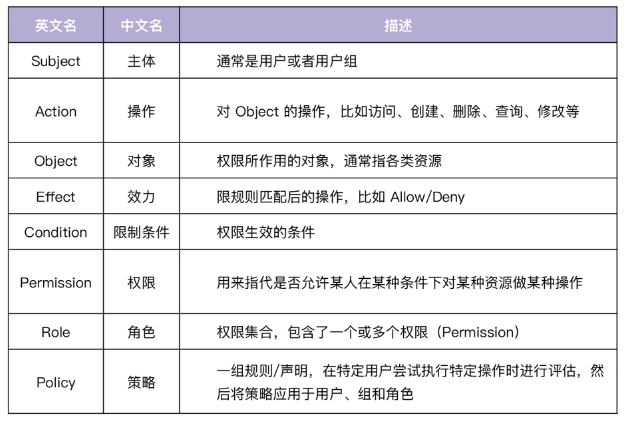 英文名 中文名 描述
Subject 主体 通常是用户或者用户组
Action 操作 对 Object 的操作，比如访问、创建、删除、查询、修改等
Object 对象 权限所作用的对象，通常指各类资源
Effect 效力 限规则匹配后的操作，比如 Allow/Deny
Condition 限制条件 权限生效的条件
Permission 权限 用来指代是否允许某人在某种条件下对某种资源做某种操作
Role 角色 权限集合，包含了一个或多个权限（Permission）
Policy 策略 一组规则/声明，在特定用户尝试执行特定操作时进行评估，然
后将策略应用于用户、组和角色